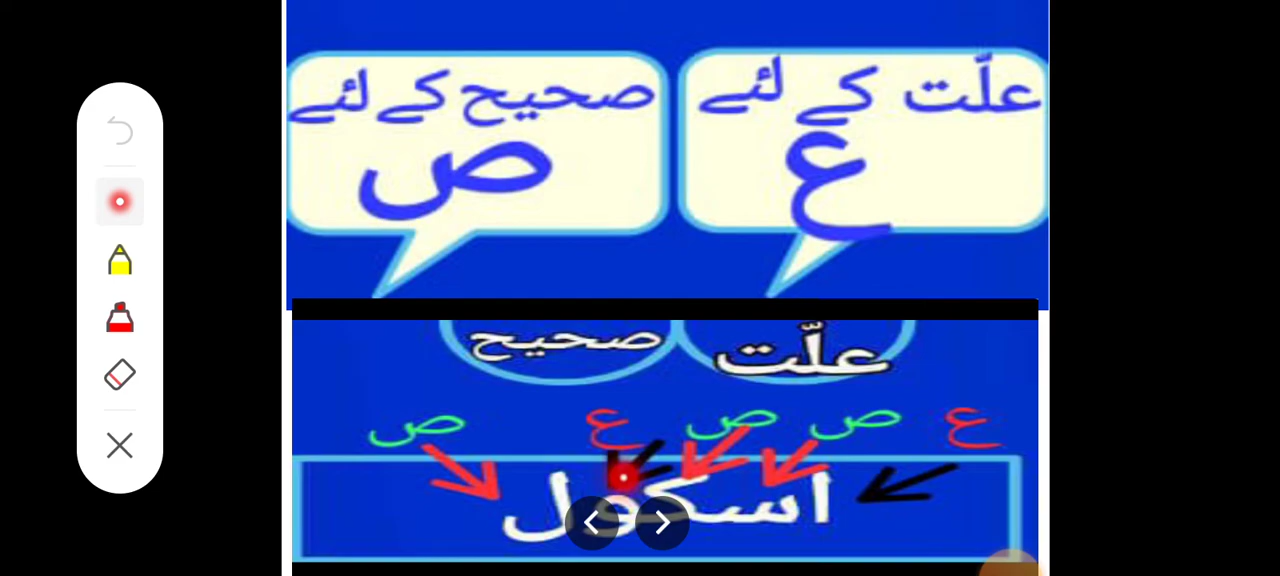 علّت کے لئے
ع
صحیح کے لئے
ص
علّت
صحیح
ع ص ص ع ص
اسکول